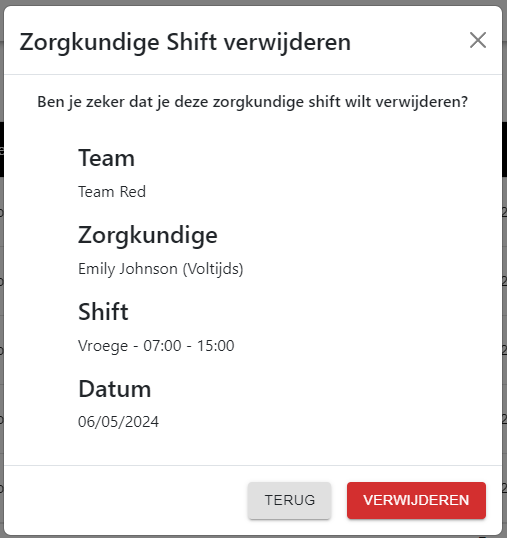 Zorgkundige Shift verwijderen
Ben je zeker dat je deze zorgkundige shift wilt verwijderen?
Team
Team Red
Zorgkundige
Emily Johnson (Voltijds)
Shift
Vroege - 07:00 - 15:00
Datum
06/05/2024
TERUG
VERWIJDEREN